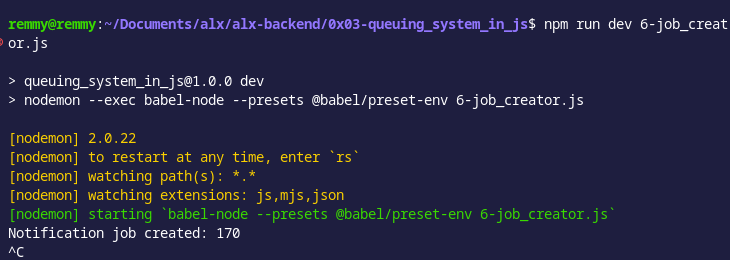 remmy@remmy:~/Documents/alx/alx-backend/0x03-queuing_system_in_js$ npm run dev 6-job_creat
or.js
> queuing_system_in_js@1.0.0 dev
> nodemon --exec babel-node --presets @babel/preset-env 6-job_creator.js
[nodemon] 2.0.22
[nodemon] to restart at any time, enter `rs`
[nodemon] watching path(s): *.*
[nodemon] watching extensions: js,mjs,json
[nodemon] starting `babel-node --presets @babel/preset-env 6-job_creator.js`
Notification job created: 170
^C